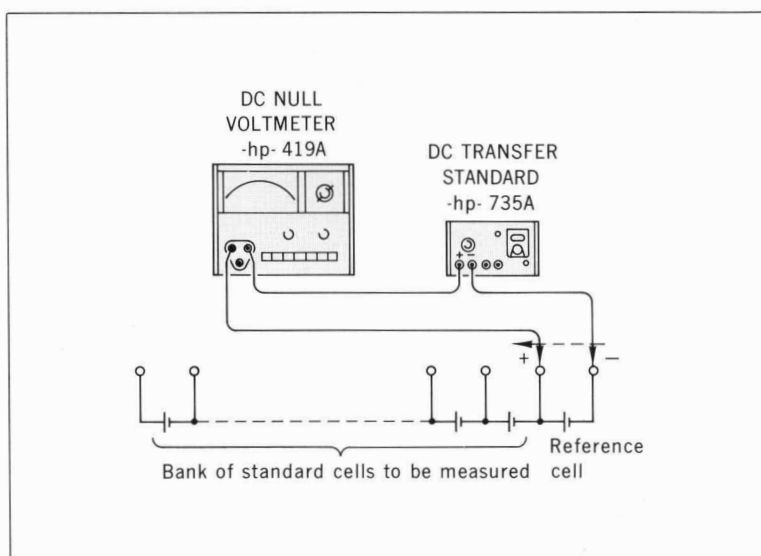 DC NULL
VOLTMETER
-hp- 419A
DC TRANSFER
STANDARD
-hp- 735A
+ −
+ −
Reference
Bank of standard cells to be measured cell